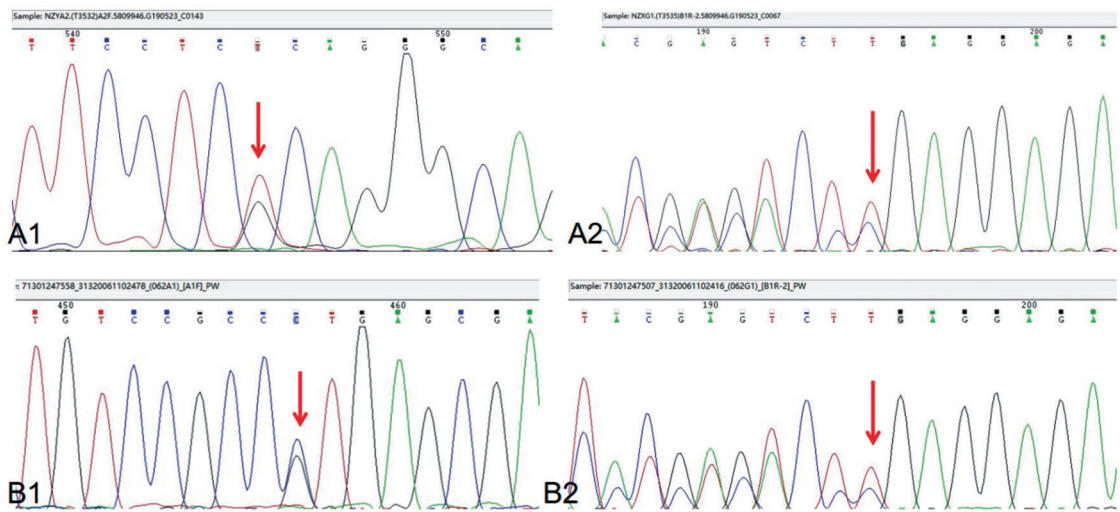 Sample: NZYA2.(T3532)A2F.5809946.G190523_C0143
540 550
T T C C T C T C A G G G C A
A1
Sample: NZXG1.(T3535)B1R-2.5809946.G190523_C0067
190 200
A C G A G T C T T G A G G A G A
A2
: 71301247558_31320061102478_(062A1)_[A1F]_PW
450 460
T G T C C G C C C T G A G C G A
B1
Sample: 71301247507_31320061102416_(062G1)_[B1R-2]_PW
190 200
T A C G A G T C T T G A G G A G A
B2